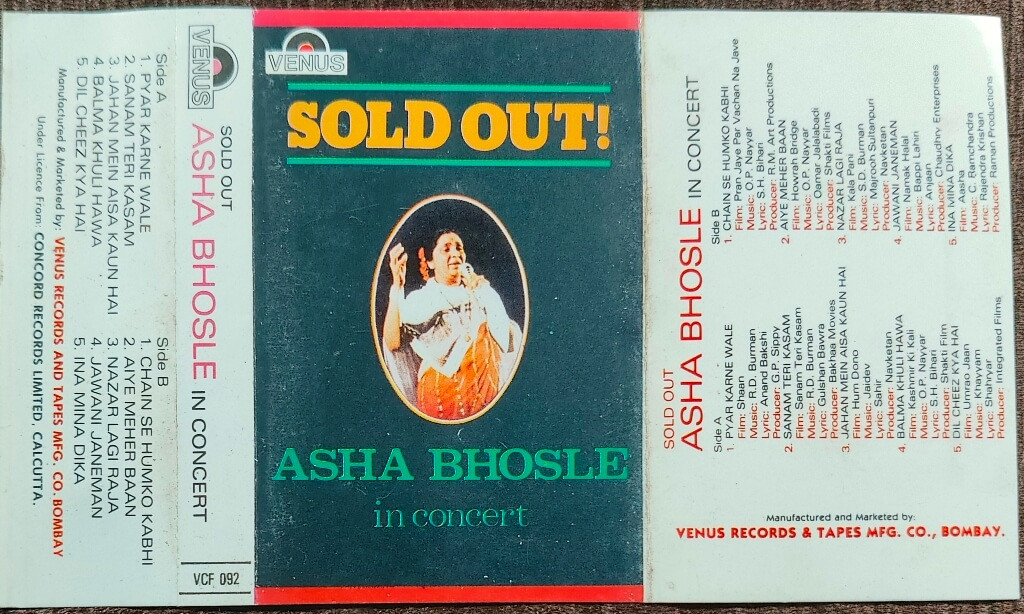 Side A
1. PYAR KARNE WALE
2. SANAM TERI KASAM
3. JAHAN MEIN AISA KAUN HAI
4. BALMA KHULI HAWA
5. DIL CHEEZ KYA HAI
Side B
1. CHAIN SE HUMKO KABHI
2. AIYE MEHER BAAN
3. NAZAR LAGI RAJA
4. JAWANI JANEMAN
5. INA MINA DIKA
Manufactured & Marketed by: VENUS RECORDS AND TAPES MFG. CO. BOMBAY
Under Licence From: CONCORD RECORDS LIMITED, CALCUTTA.
VENUS
SOLD OUT
ASHA BHOSLE IN CONCERT
VCF 092
VENUS
SOLD OUT!
ASHA BHOSLE
in concert
SOLD OUT
ASHA BHOSLE IN CONCERT
Side A
1. PYAR KARNE WALE
Film: Shaan
Music: R.D. Burman
Lyric: Anand Bakshi
Producer: G.P. Sippy
2. SANAM TERI KASAM
Film: Sanam Teri Kasam
Music: R.D. Burman
Lyric: Gulshan Bawra
Producer: Bakhaa Movies
3. JAHAN MEIN AISA KAUN HAI
Film: Hum Dono
Music: Jaidev
Lyric: Sahir
Producer: Navketan
4. BALMA KHULI HAWA
Film: Kashmir Ki Kali
Music: O.P. Nayyar
Lyric: S.H. Bihari
Producer: Shakti Film
5. DIL CHEEZ KYA HAI
Film: Umrao Jaan
Music: Khayyam
Lyric: Shahryar
Producer: Integrated Films
Side B
1. CHAIN SE HUMKO KABHI
Film: Pran Jaye Par Vachan Na Jave
Music: O.P. Nayyar
Lyric: S.H. Bihari
Producer: R.M. Art Productions
2. AIYE MEHER BAAN
Film: Howrah Bridge
Music: O.P. Nayyar
Lyric: Qamar Jalalabadi
Producer: Shakti Films
3. NAZAR LAGI RAJA
Film: Kala Pani
Music: S.D. Burman
Lyric: Majrooh Sultanpuri
Producer: Navketan
4. JAWANI JANEMAN
Film: Namak Halal
Music: Bappi Lahiri
Lyric: Anjaan
Producer: Chaudhry Enterprises
5. INA MINA DIKA
Film: Aasha
Music: C. Ramchandra
Lyric: Rajendra Krishan
Producer: Raman Productions
Manufactured and Marketed by:
VENUS RECORDS & TAPES MFG. CO., BOMBAY.